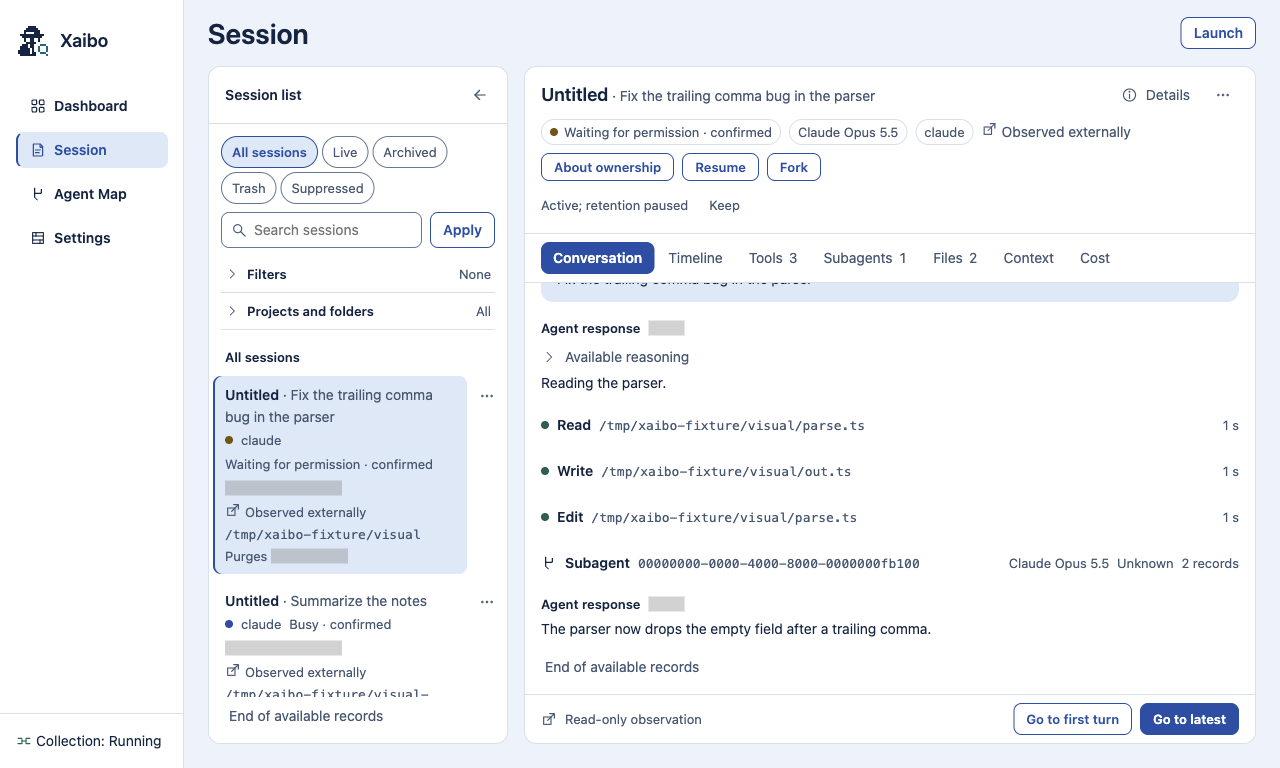 Xaibo
Dashboard
Session
Agent Map
Settings
Collection: Running
Session
Launch
Session list
All sessions
Live
Archived
Trash
Suppressed
Search sessions
Apply
Filters
None
Projects and folders
All
All sessions
Untitled · Fix the trailing comma
bug in the parser
claude
Waiting for permission · confirmed
Observed externally
/tmp/xaibo-fixture/visual
Purges
Untitled · Summarize the notes
claude Busy · confirmed
Observed externally
/tmp/xaibo-fixture/visual-
End of available records
Untitled · Fix the trailing comma bug in the parser
Details
Waiting for permission · confirmed
Claude Opus 5.5
claude
Observed externally
About ownership
Resume
Fork
Active; retention paused
Keep
Conversation
Timeline
Tools 3
Subagents 1
Files 2
Context
Cost
Fix the trailing comma bug in the parser
Agent response
Available reasoning
Reading the parser.
Read /tmp/xaibo-fixture/visual/parse.ts 1 s
Write /tmp/xaibo-fixture/visual/out.ts 1 s
Edit /tmp/xaibo-fixture/visual/parse.ts 1 s
Subagent 00000000-0000-4000-8000-0000000fb100 Claude Opus 5.5 Unknown 2 records
Agent response
The parser now drops the empty field after a trailing comma.
End of available records
Read-only observation
Go to first turn
Go to latest